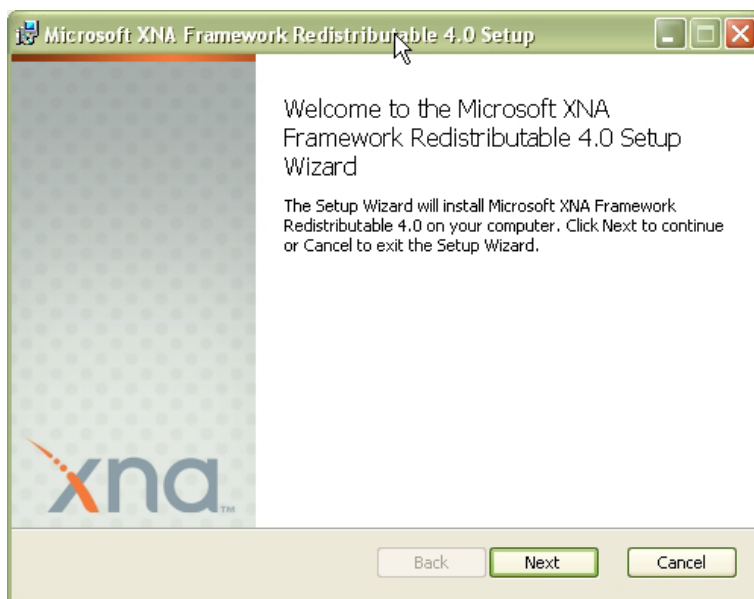 Microsoft XNA Framework Redistributable 4.0 Setup
Welcome to the Microsoft XNA
Framework Redistributable 4.0 Setup
Wizard
The Setup Wizard will install Microsoft XNA Framework
Redistributable 4.0 on your computer. Click Next to continue
or Cancel to exit the Setup Wizard.
xna™
Back
Next
Cancel